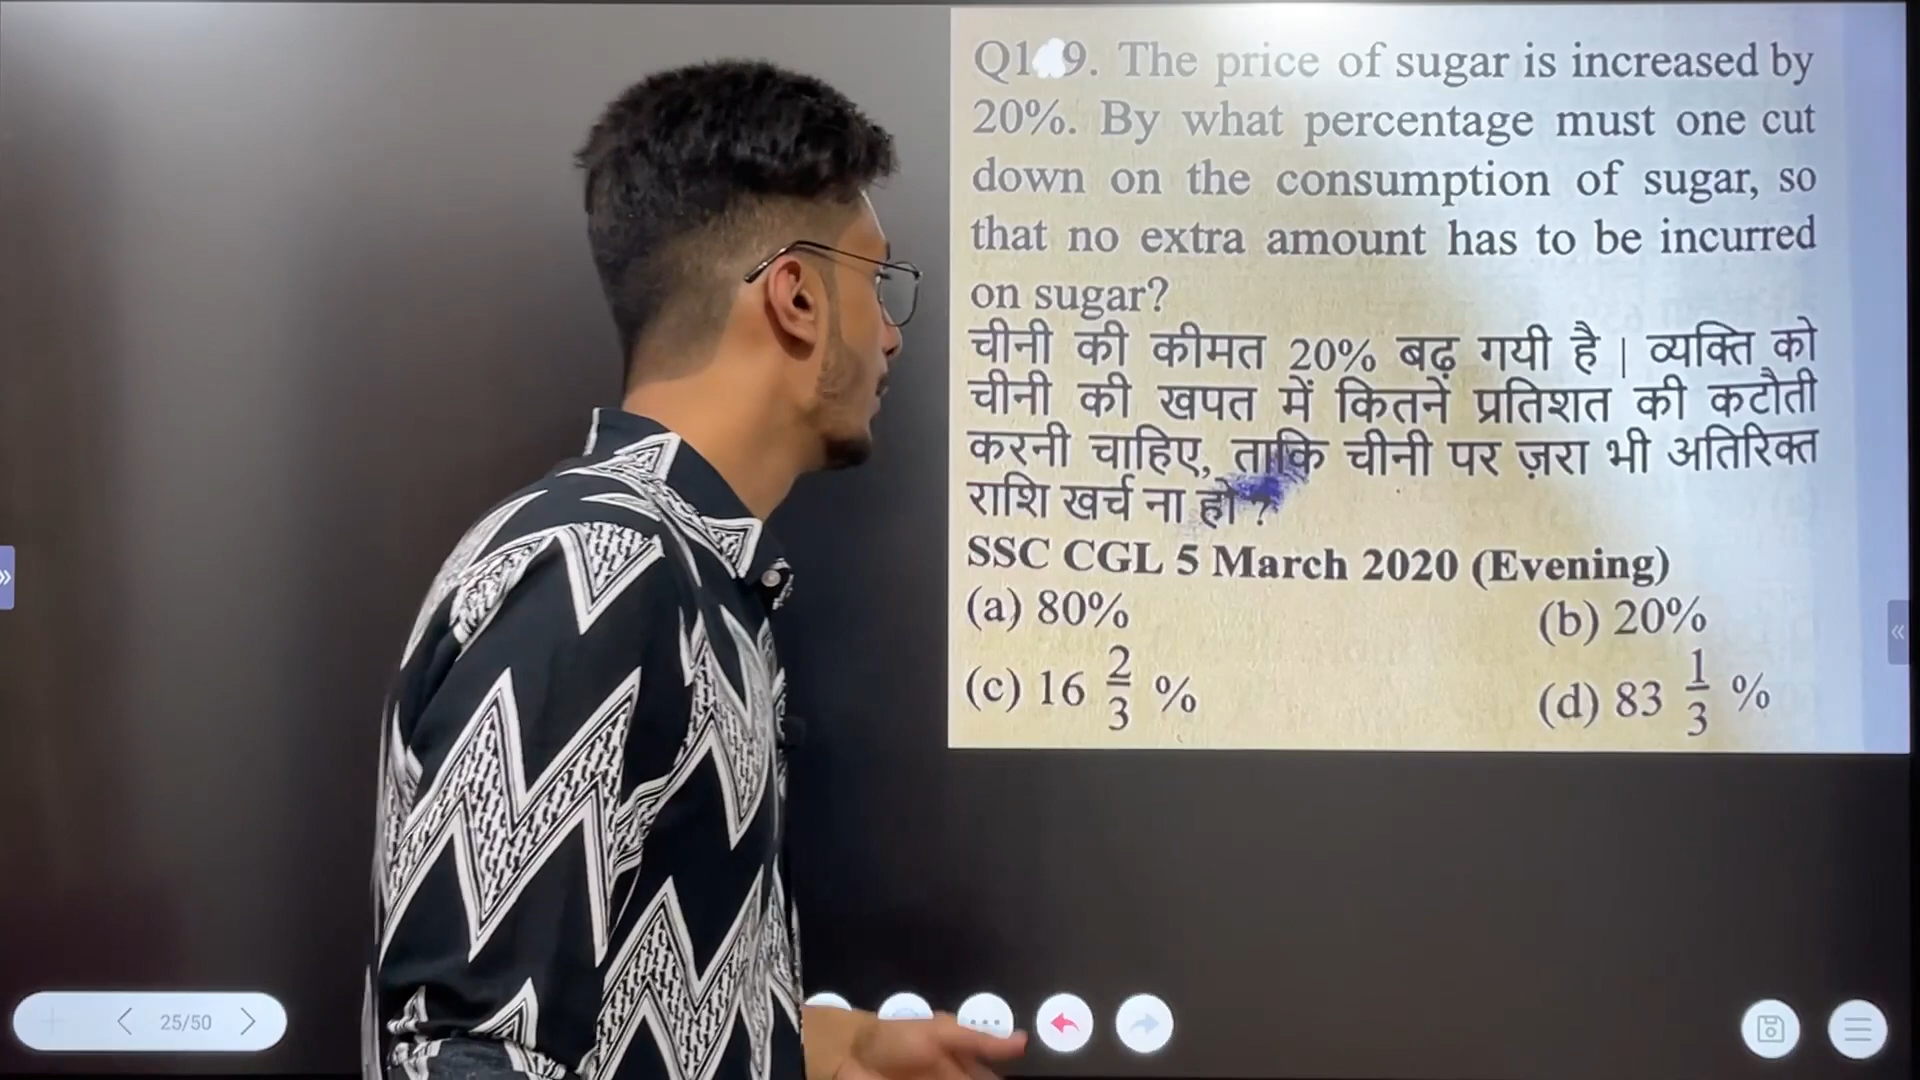 Q1 9. The price of sugar is increased by
20%. By what percentage must one cut
down on the consumption of sugar, so
that no extra amount has to be incurred
on sugar?
चीनी की कीमत 20% बढ़ गयी है | व्यक्ति को
चीनी की खपत में कितने प्रतिशत की कटौती
करनी चाहिए, ताकि चीनी पर ज़रा भी अतिरिक्त
राशि खर्च ना हो ?
SSC CGL 5 March 2020 (Evening)
(a) 80% (b) 20%
(c) 16 2/3 % (d) 83 1/3 %
25/50